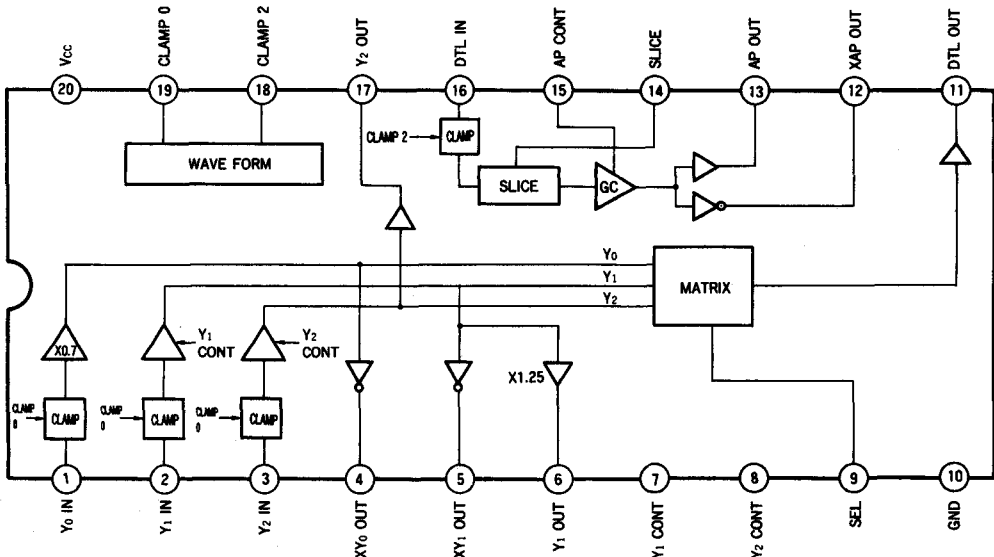 Vcc
CLAMP 0
CLAMP 2
Y2 OUT
DTL IN
AP CONT
SLICE
AP OUT
XAP OUT
DTL OUT
20
19
18
17
16
15
14
13
12
11
WAVE FORM
CLAMP 2
CLAMP
SLICE
GC
Y0
Y1
Y2
MATRIX
X0.7
Y1
CONT
Y2
CONT
X1.25
CLAMP
0
CLAMP
CLAMP
0
CLAMP
CLAMP
0
CLAMP
1
2
3
4
5
6
7
8
9
10
Y0 IN
Y1 IN
Y2 IN
XY0 OUT
XY1 OUT
Y1 OUT
Y1 CONT
Y2 CONT
SEL
GND